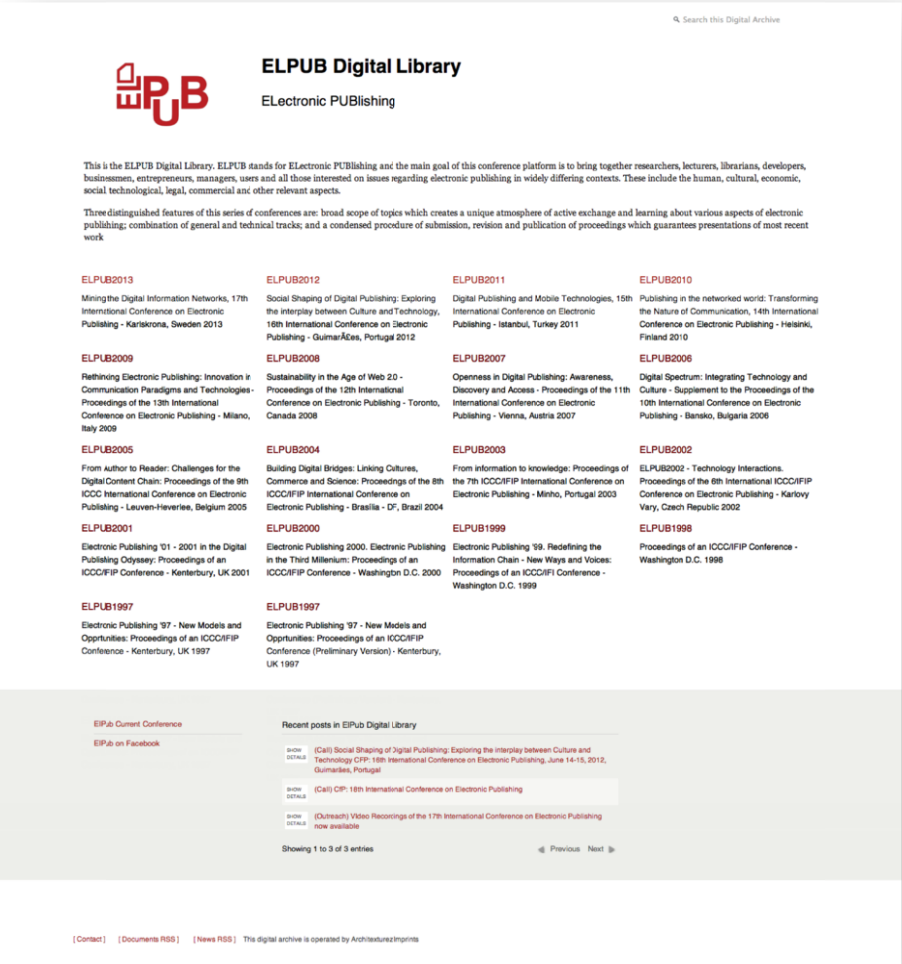 Search this Digital Archive
ELPUB
ELPUB Digital Library
ELectronic PUBlishing
This is the ELPUB Digital Library. ELPUB stands for ELectronic PUBlishing and the main goal of this conference platform is to bring together researchers, lecturers, librarians, developers,
businessmen, entrepreneurs, managers, users and all those interested on issues regarding electronic publishing in widely differing contexts. These include the human, cultural, economic,
social technological, legal, commercial and other relevant aspects.
Three distinguished features of this series of conferences are: broad scope of topics which creates a unique atmosphere of active exchange and learning about various aspects of electronic
publishing; combination of general and technical tracks; and a condensed procedure of submission, revision and publication of proceedings which guarantees presentations of most recent
work
ELPUB2013
Mining the Digital Information Networks, 17th
International Conference on Electronic
Publishing - Karlskrona, Sweden 2013
ELPUB2012
Social Shaping of Digital Publishing: Exploring
the interplay between Culture and Technology,
16th International Conference on Electronic
Publishing - GuimarÃ£es, Portugal 2012
ELPUB2011
Digital Publishing and Mobile Technologies, 15th
International Conference on Electronic
Publishing - Istanbul, Turkey 2011
ELPUB2010
Publishing in the networked world: Transforming
the Nature of Communication, 14th International
Conference on Electronic Publishing - Helsinki,
Finland 2010
ELPUB2009
Rethinking Electronic Publishing: Innovation in
Communication Paradigms and Technologies -
Proceedings of the 13th International
Conference on Electronic Publishing - Milano,
Italy 2009
ELPUB2008
Sustainability in the Age of Web 2.0 -
Proceedings of the 12th International
Conference on Electronic Publishing - Toronto,
Canada 2008
ELPUB2007
Openness in Digital Publishing: Awareness,
Discovery and Access - Proceedings of the 11th
International Conference on Electronic
Publishing - Vienna, Austria 2007
ELPUB2006
Digital Spectrum: Integrating Technology and
Culture - Supplement to the Proceedings of the
10th International Conference on Electronic
Publishing - Bansko, Bulgaria 2006
ELPUB2005
From Author to Reader: Challenges for the
Digital Content Chain: Proceedings of the 9th
ICCC International Conference on Electronic
Publishing - Leuven-Heverlee, Belgium 2005
ELPUB2004
Building Digital Bridges: Linking Cultures,
Commerce and Science: Proceedings of the 8th
ICCC/IFIP International Conference on
Electronic Publishing - Brasília - DF, Brazil 2004
ELPUB2003
From information to knowledge: Proceedings of
the 7th ICCC/IFIP International Conference on
Electronic Publishing - Minho, Portugal 2003
ELPUB2002
ELPUB2002 - Technology Interactions.
Proceedings of the 6th International ICCC/IFIP
Conference on Electronic Publishing - Karlovy
Vary, Czech Republic 2002
ELPUB2001
Electronic Publishing '01 - 2001 in the Digital
Publishing Odyssey: Proceedings of an
ICCC/IFIP Conference - Kenterbury, UK 2001
ELPUB2000
Electronic Publishing 2000. Electronic Publishing
in the Third Millenium: Proceedings of an
ICCC/IFIP Conference - Washington D.C. 2000
ELPUB1999
Electronic Publishing '99. Redefining the
Information Chain - New Ways and Voices:
Proceedings of an ICCC/IFI Conference -
Washington D.C. 1999
ELPUB1998
Proceedings of an ICCC/IFIP Conference -
Washington D.C. 1998
ELPUB1997
Electronic Publishing '97 - New Models and
Opprtunities: Proceedings of an ICCC/IFIP
Conference - Kenterbury, UK 1997
ELPUB1997
Electronic Publishing '97 - New Models and
Opprtunities: Proceedings of an ICCC/IFIP
Conference (Preliminary Version) - Kenterbury,
UK 1997
ElPub Current Conference
ElPub on Facebook
Recent posts in ElPub Digital Library
SHOW
DETAILS
(Call) Social Shaping of Digital Publishing: Exploring the interplay between Culture and
Technology CFP: 16th International Conference on Electronic Publishing, June 14-15, 2012,
Guimarães, Portugal
SHOW
DETAILS
(Call) CfP: 18th International Conference on Electronic Publishing
SHOW
DETAILS
(Outreach) Video Recordings of the 17th International Conference on Electronic Publishing
now available
Showing 1 to 3 of 3 entries
Previous Next
[ Contact ] [ Documents RSS ] [ News RSS ] This digital archive is operated by Architexturez Imprints